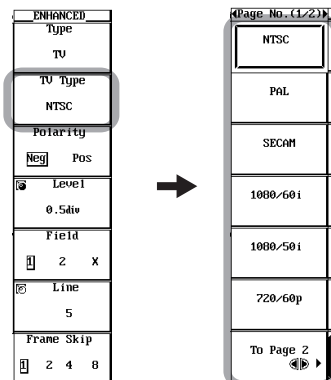 ENHANCED
Type
TV
TV Type
NTSC
Polarity
Neg Pos
Level
0.5div
Field
1 2 X
Line
5
Frame Skip
1 2 4 8
Page No.(1/2)
NTSC
PAL
SECAM
1080/60i
1080/50i
720/60p
To Page 2